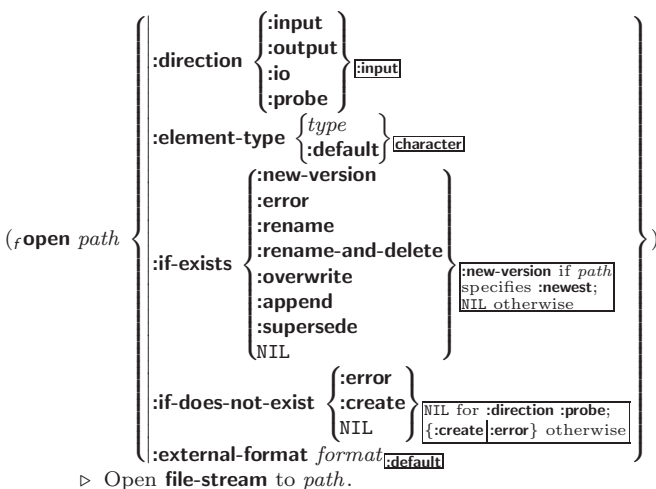 :input
:output
:direction :input
:io
:probe
type
:element-type character
:default
:new-version
:error
:rename
(f open path :rename-and-delete )
:if-exists :overwrite :new-version if path
:append specifies :newest;
:supersede NIL otherwise
NIL
:error
:if-does-not-exist :create NIL for :direction :probe;
NIL {:create|:error} otherwise
:external-format format :default
▷ Open file-stream to path.